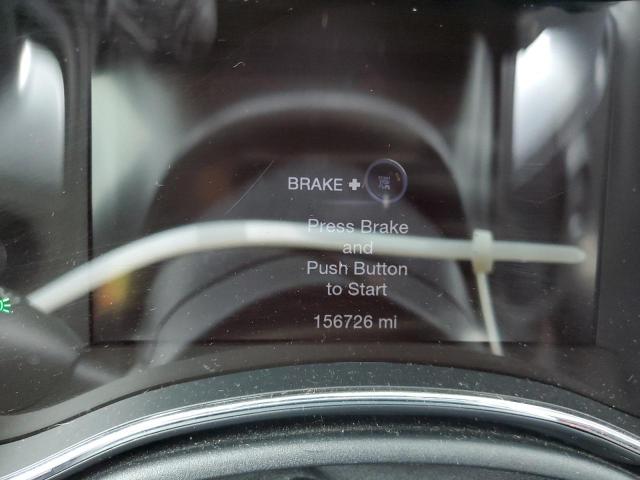 BRAKE +
Press Brake
and
Push Button
to Start
156726 mi